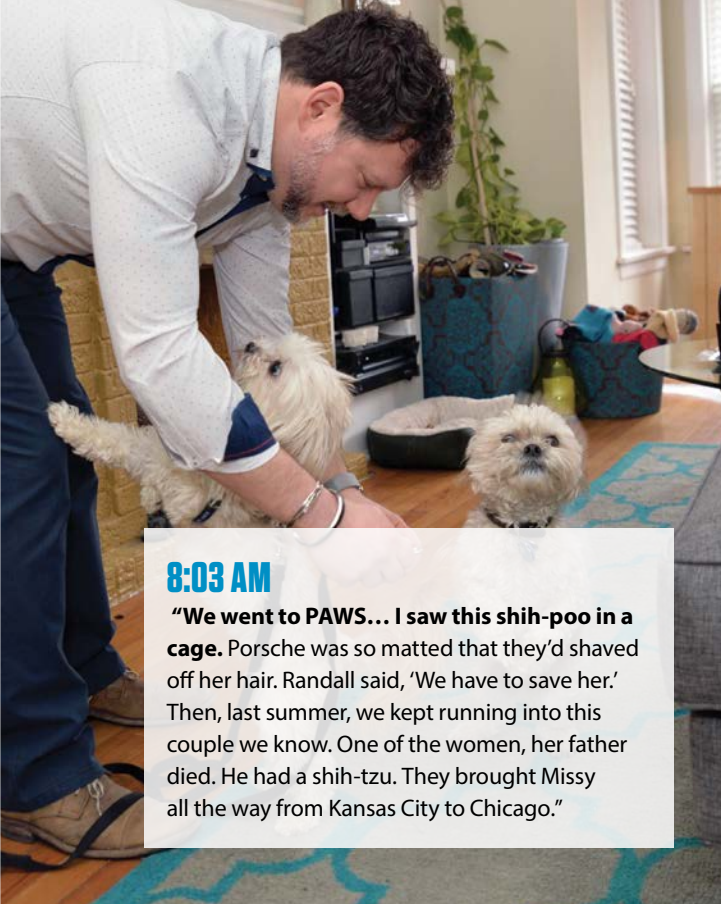 8:03 AM
“We went to PAWS… I saw this shih-poo in a
cage. Porsche was so matted that they’d shaved
off her hair. Randall said, ‘We have to save her.’
Then, last summer, we kept running into this
couple we know. One of the women, her father
died. He had a shih-tzu. They brought Missy
all the way from Kansas City to Chicago.”